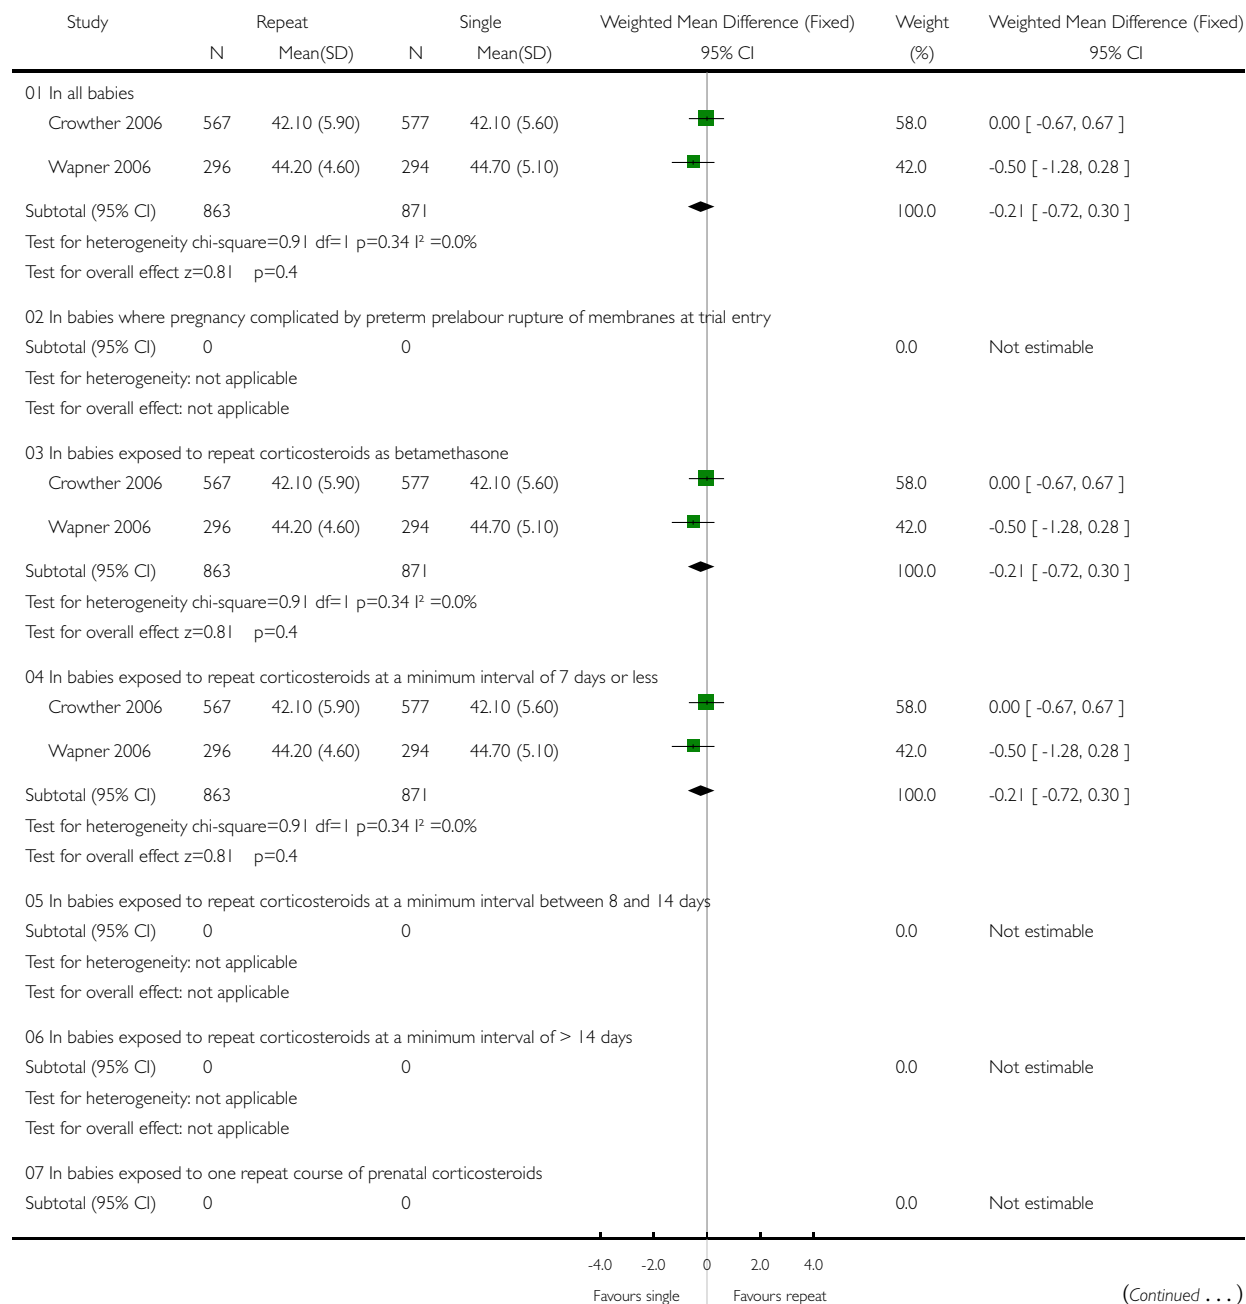 Study Repeat Single Weighted Mean Difference (Fixed) Weight Weighted Mean Difference (Fixed)
N Mean(SD) N Mean(SD) 95% CI (%) 95% CI
01 In all babies
Crowther 2006 567 42.10 (5.90) 577 42.10 (5.60) 58.0 0.00 [ -0.67, 0.67 ]
Wapner 2006 296 44.20 (4.60) 294 44.70 (5.10) 42.0 -0.50 [ -1.28, 0.28 ]
Subtotal (95% CI) 863 871 100.0 -0.21 [ -0.72, 0.30 ]
Test for heterogeneity chi-square=0.91 df=1 p=0.34 I² =0.0%
Test for overall effect z=0.81 p=0.4
02 In babies where pregnancy complicated by preterm prelabour rupture of membranes at trial entry
Subtotal (95% CI) 0 0 0.0 Not estimable
Test for heterogeneity: not applicable
Test for overall effect: not applicable
03 In babies exposed to repeat corticosteroids as betamethasone
Crowther 2006 567 42.10 (5.90) 577 42.10 (5.60) 58.0 0.00 [ -0.67, 0.67 ]
Wapner 2006 296 44.20 (4.60) 294 44.70 (5.10) 42.0 -0.50 [ -1.28, 0.28 ]
Subtotal (95% CI) 863 871 100.0 -0.21 [ -0.72, 0.30 ]
Test for heterogeneity chi-square=0.91 df=1 p=0.34 I² =0.0%
Test for overall effect z=0.81 p=0.4
04 In babies exposed to repeat corticosteroids at a minimum interval of 7 days or less
Crowther 2006 567 42.10 (5.90) 577 42.10 (5.60) 58.0 0.00 [ -0.67, 0.67 ]
Wapner 2006 296 44.20 (4.60) 294 44.70 (5.10) 42.0 -0.50 [ -1.28, 0.28 ]
Subtotal (95% CI) 863 871 100.0 -0.21 [ -0.72, 0.30 ]
Test for heterogeneity chi-square=0.91 df=1 p=0.34 I² =0.0%
Test for overall effect z=0.81 p=0.4
05 In babies exposed to repeat corticosteroids at a minimum interval between 8 and 14 days
Subtotal (95% CI) 0 0 0.0 Not estimable
Test for heterogeneity: not applicable
Test for overall effect: not applicable
06 In babies exposed to repeat corticosteroids at a minimum interval of > 14 days
Subtotal (95% CI) 0 0 0.0 Not estimable
Test for heterogeneity: not applicable
Test for overall effect: not applicable
07 In babies exposed to one repeat course of prenatal corticosteroids
Subtotal (95% CI) 0 0 0.0 Not estimable
-4.0 -2.0 0 2.0 4.0
Favours single Favours repeat (Continued . . . )